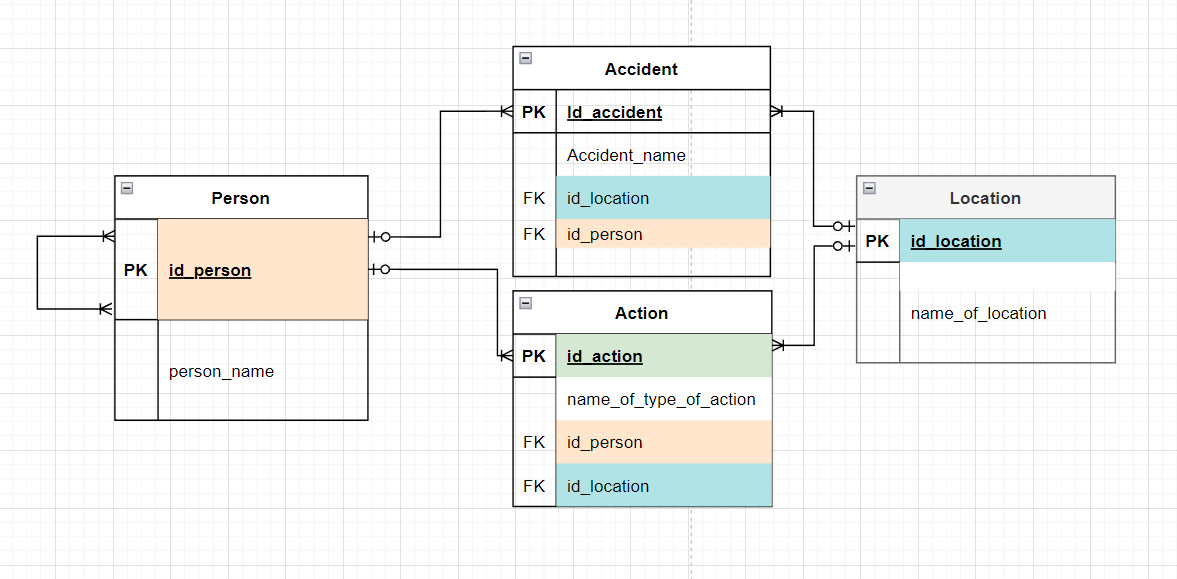 Accident
PK Id_accident
Accident_name
FK id_location
FK id_person
Person
PK id_person
person_name
Location
PK id_location
name_of_location
Action
PK id_action
name_of_type_of_action
FK id_person
FK id_location